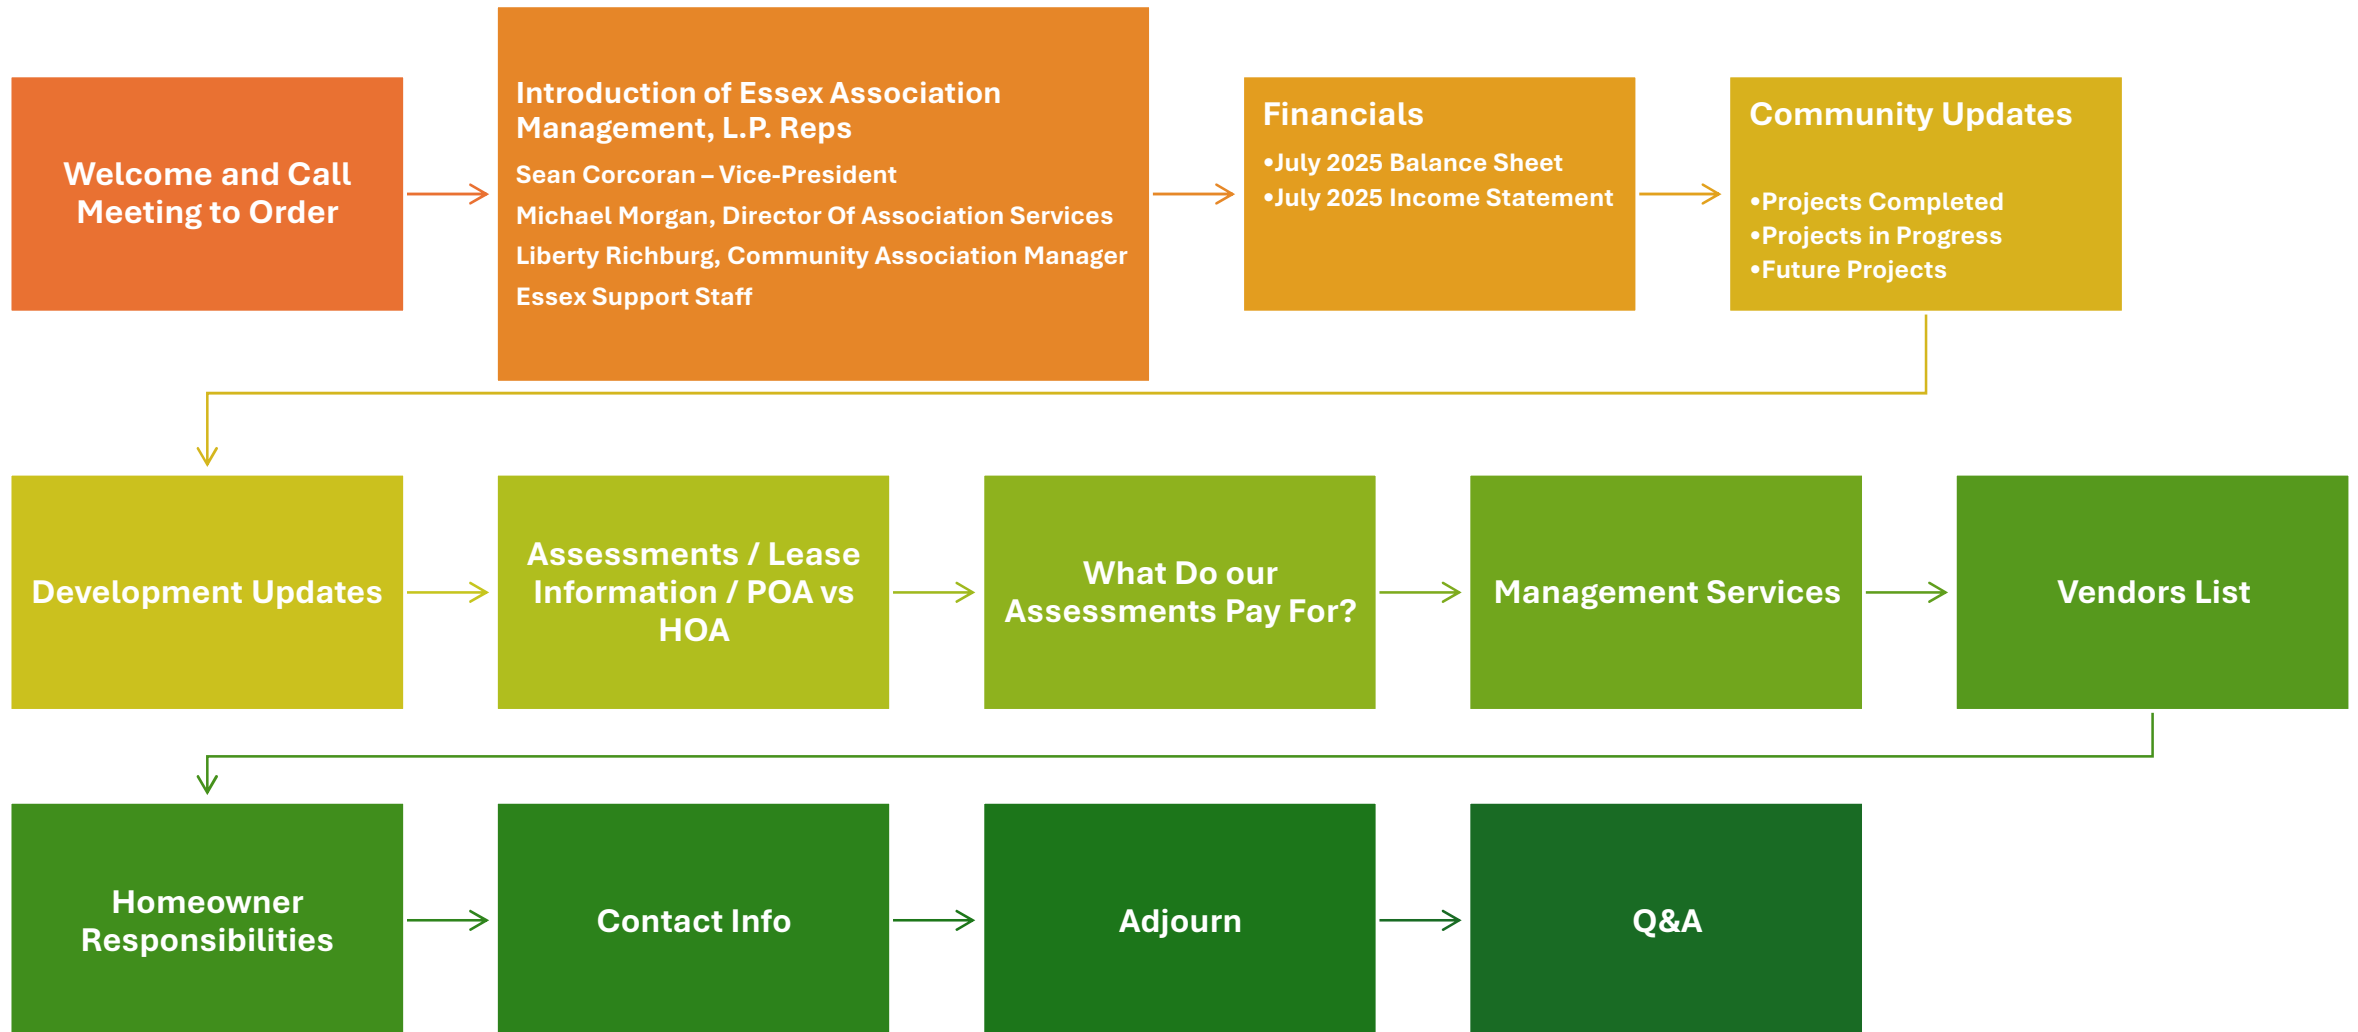 Welcome and Call
Meeting to Order
Introduction of Essex Association
Management, L.P. Reps
Sean Corcoran – Vice-President
Michael Morgan, Director Of Association Services
Liberty Richburg, Community Association Manager
Essex Support Staff
Financials
•July 2025 Balance Sheet
•July 2025 Income Statement
Community Updates
•Projects Completed
•Projects in Progress
•Future Projects
Development Updates
Assessments / Lease
Information / POA vs
HOA
What Do our
Assessments Pay For?
Management Services
Vendors List
Homeowner
Responsibilities
Contact Info
Adjourn
Q&A